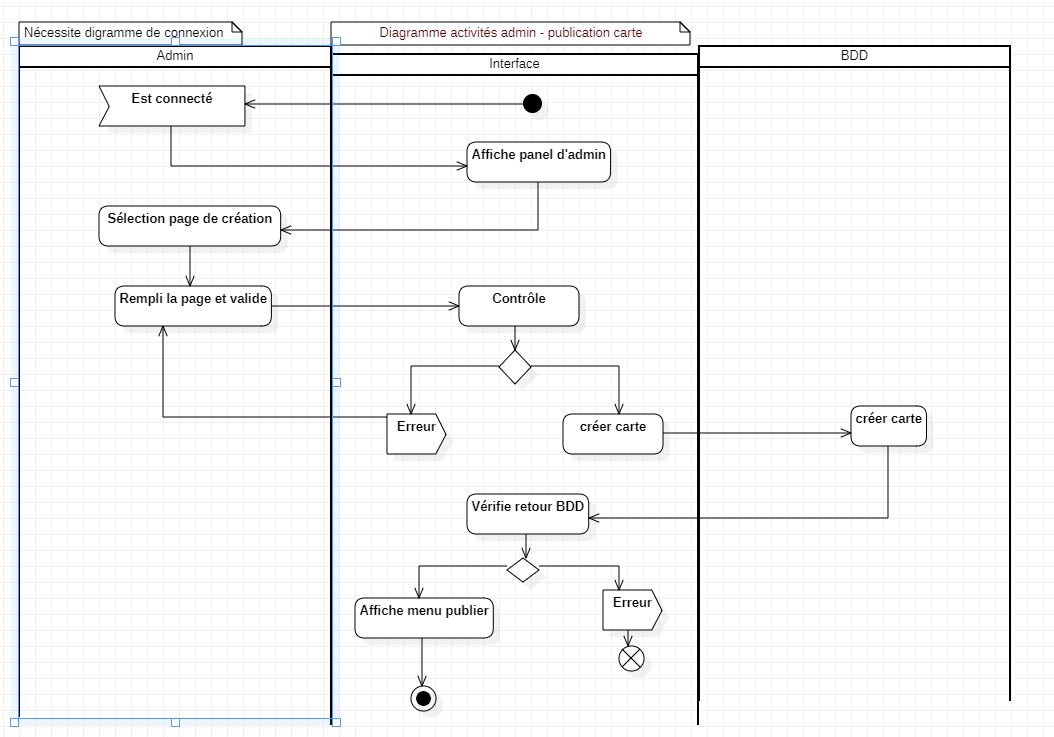 Nécessite digramme de connexion
Diagramme activités admin - publication carte
Admin
Interface
BDD
Est connecté
Affiche panel d'admin
Sélection page de création
Rempli la page et valide
Contrôle
Erreur
créer carte
créer carte
Vérifie retour BDD
Affiche menu publier
Erreur